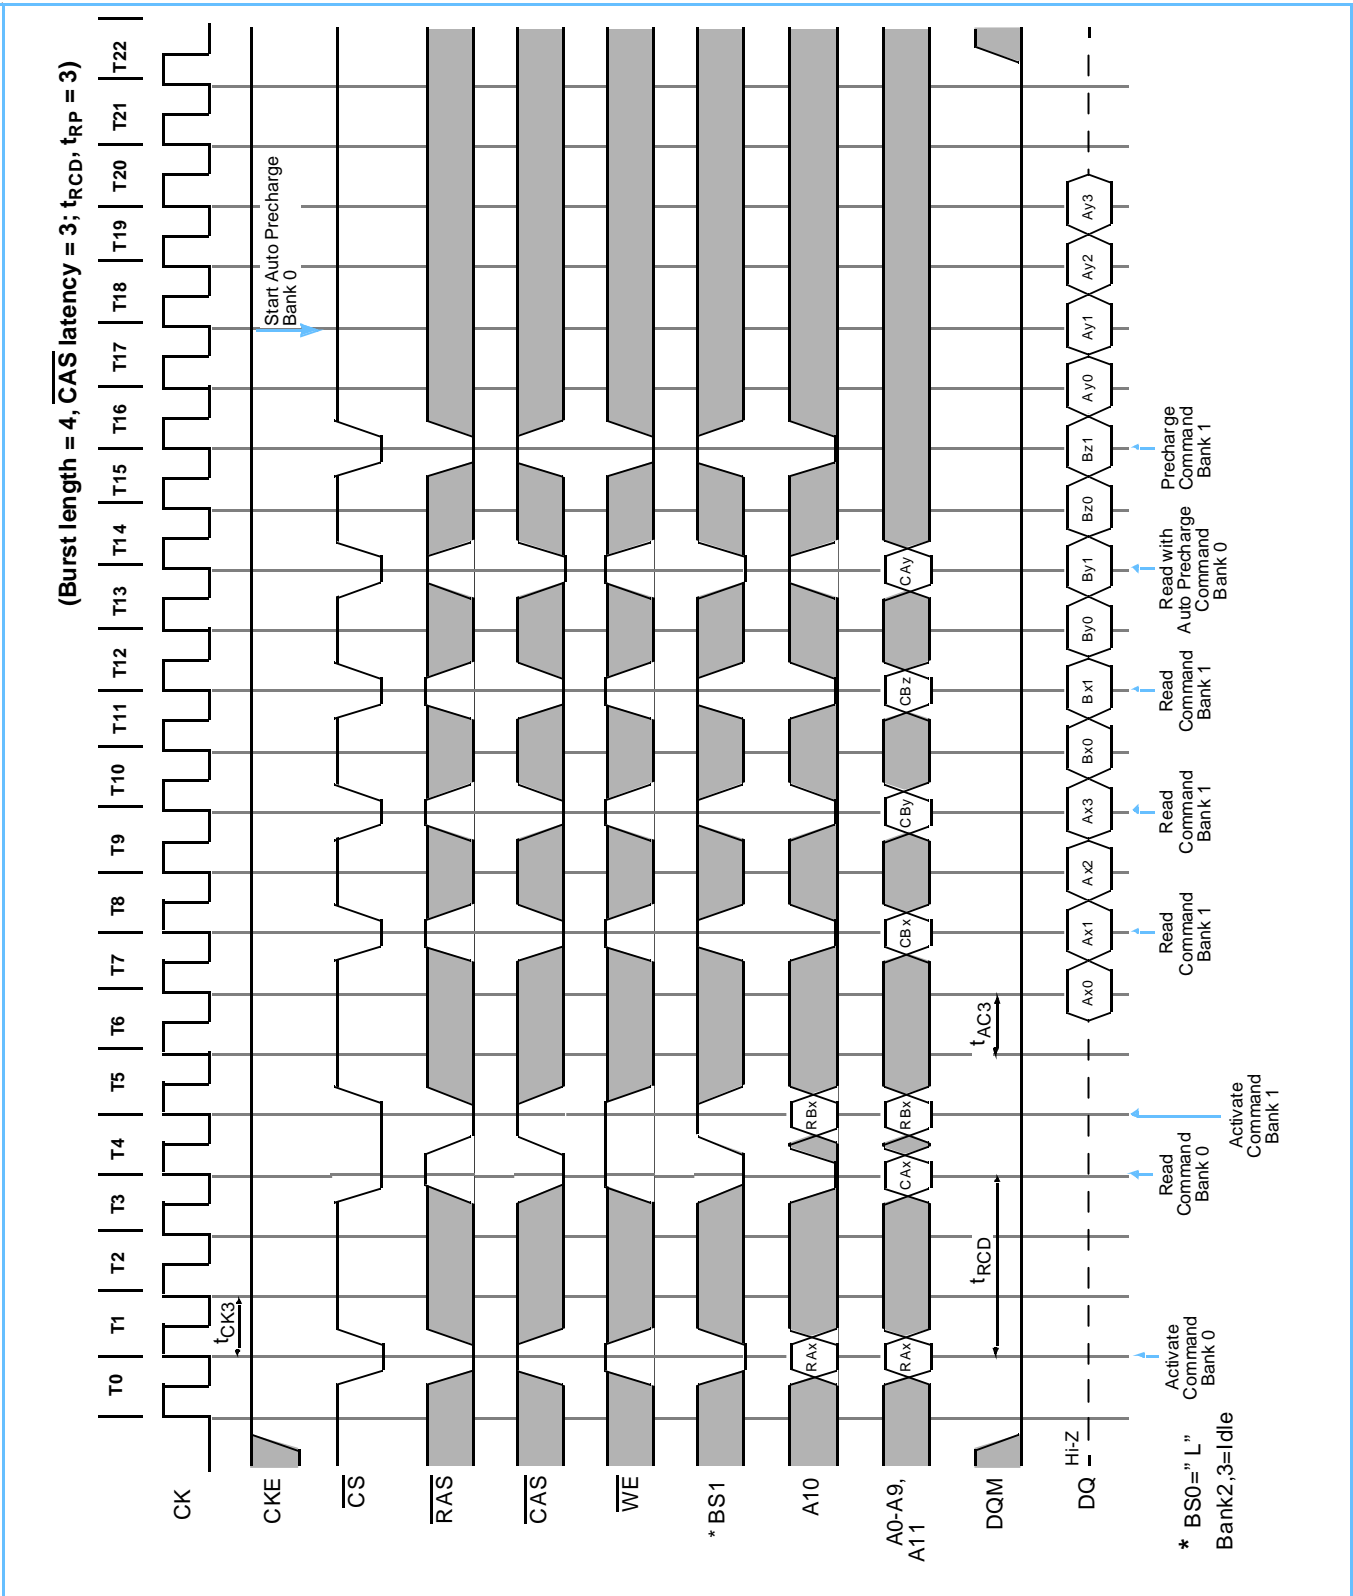 (Burst length = 4, CAS latency = 3; tRCD, tRP = 3)
T0 T1 T2 T3 T4 T5 T6 T7 T8 T9 T10 T11 T12 T13 T14 T15 T16 T17 T18 T19 T20 T21 T22
CK
tCK3
CKE
Start Auto Precharge
Bank 0
CS
RAS
CAS
WE
* BS1
A10
RAx RBx
A0-A9,
A11
RAx CAx RBx CBx CBy CBz CAy
DQM
tRCD
tAC3
DQ
Hi-Z
Ax0 Ax1 Ax2 Ax3 Bx0 Bx1 By0 By1 Bz0 Bz1 Ay0 Ay1 Ay2 Ay3
Activate
Command
Bank 0
Read
Command
Bank 0
Activate
Command
Bank 1
Read
Command
Bank 1
Read
Command
Bank 1
Read
Command
Bank 1
Read with
Auto Precharge
Command
Bank 0
Precharge
Command
Bank 1
* BS0=” L”
Bank2,3=Idle